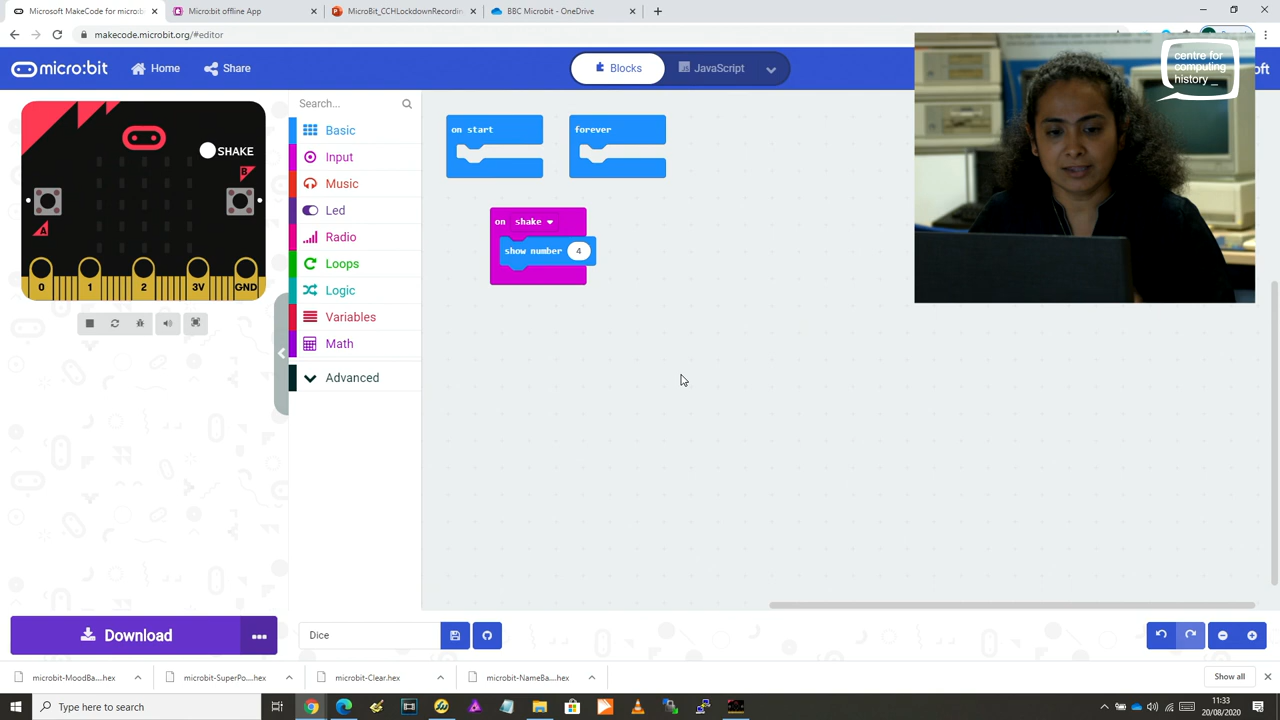 Microsoft MakeCode for micro:bit
Microbit offline App
MicroBit_CCHLockdownRecordin
BBC Microbit - OneDrive
makecode.microbit.org/#editor
micro:bit
Home
Share
Blocks
JavaScript
oft
centre for
computing
history _
Search...
Basic
Input
Music
Led
Radio
Loops
Logic
Variables
Math
Advanced
SHAKE
B
A
0
1
2
3V
GND
on start
forever
on shake
show number 4
Download
Dice
microbit-MoodBa....hex
microbit-SuperPo....hex
microbit-Clear.hex
microbit-NameBa....hex
Show all
Type here to search
11:33
20/08/2020